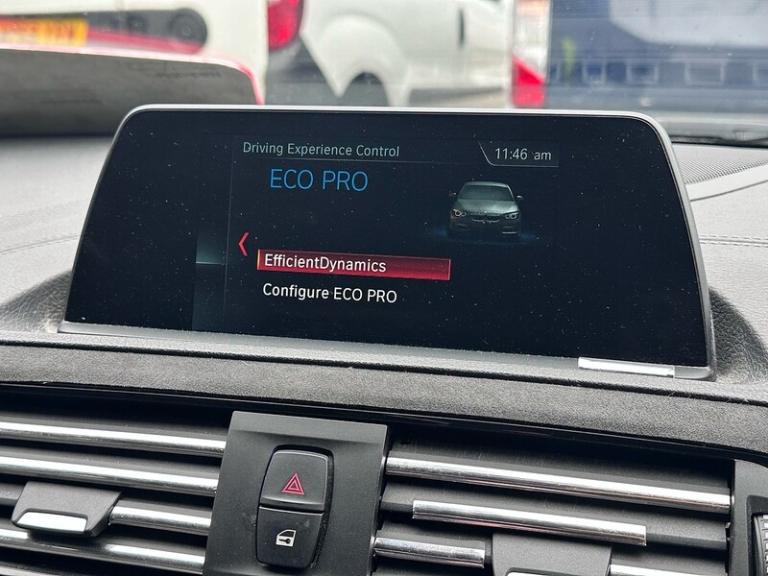 Driving Experience Control
11:46 am
ECO PRO
EfficientDynamics
Configure ECO PRO